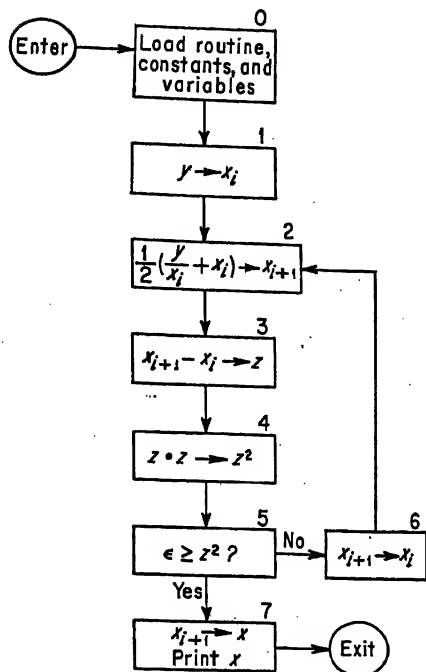 0
Enter
Load routine,
constants, and
variables
1
y → x_i
2
1/2 (y/x_i + x_i) → x_{i+1}
3
x_{i+1} - x_i → z
4
z • z → z²
5
ϵ ≥ z² ?
No
6
x_{i+1} → x_i
Yes
7
x_{i+1} → x
Print x
Exit